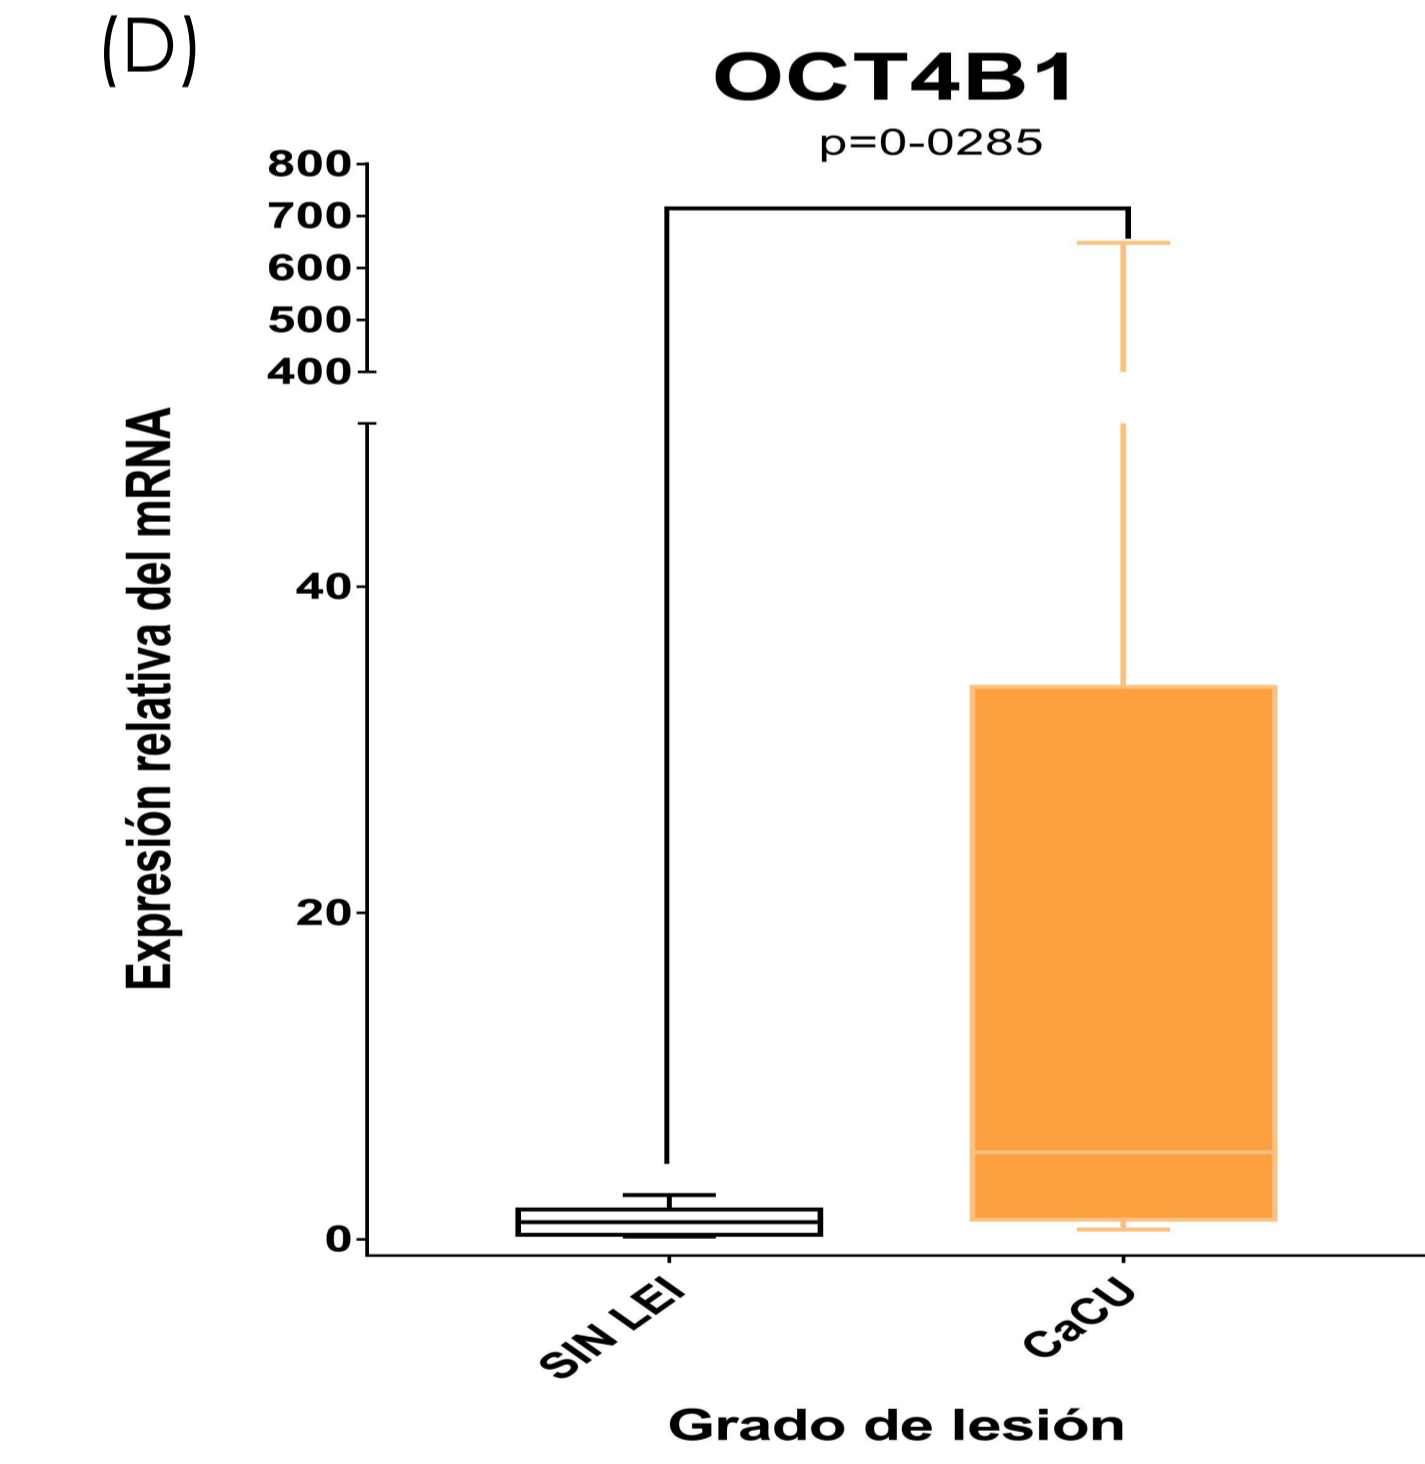 (D)
OCT4B1
p=0-0285
800
700
600
500
400
40
20
0
Expresión relativa del mRNA
SIN LEI
CaCU
Grado de lesión